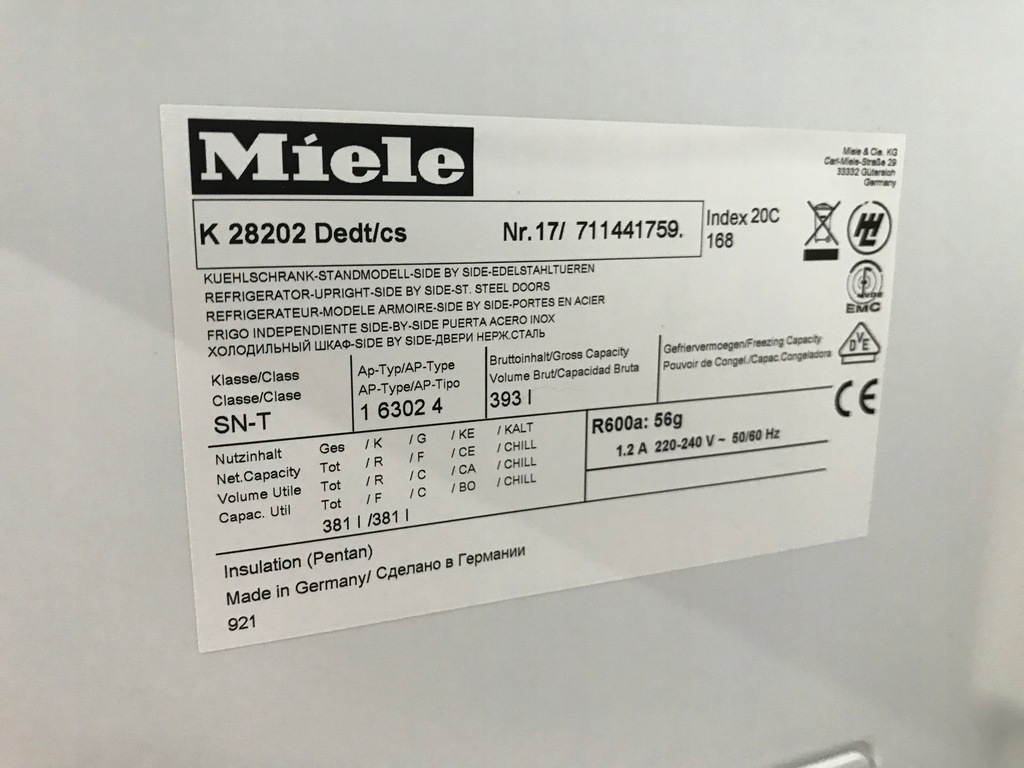 Miele
Miele & Cie. KG
Carl-Miele-Straße 29
33332 Gütersloh
Germany
K 28202 Dedt/cs Nr.17/ 711441759.
Index 20C
168
KUEHLSCHRANK-STANDMODELL-SIDE BY SIDE-EDELSTAHLTUEREN
REFRIGERATOR-UPRIGHT-SIDE BY SIDE-ST. STEEL DOORS
REFRIGERATEUR-MODELE ARMOIRE-SIDE BY SIDE-PORTES EN ACIER
FRIGO INDEPENDIENTE SIDE-BY-SIDE PUERTA ACERO INOX
ХОЛОДИЛЬНЫЙ ШКАФ-SIDE BY SIDE-ДВЕРИ НЕРЖ.СТАЛЬ
EMC
DVE
CE
Klasse/Class
Classe/Clase
SN-T
Ap-Typ/AP-Type
AP-Type/AP-Tipo
1 6302 4
Bruttoinhalt/Gross Capacity
Volume Brut/Capacidad Bruta
393 l
Gefriervermoegen/Freezing Capacity
Pouvoir de Congel./Capac.Congeladora
Nutzinhalt Ges / K / G / KE / KALT
Net.Capacity Tot / R / F / CE / CHILL
Volume Utile Tot / R / C / CA / CHILL
Capac. Util Tot / F / C / BO / CHILL
381 l /381 l
R600a: 56g
1.2 A 220-240 V ~ 50/60 Hz
Insulation (Pentan)
Made in Germany/ Сделано в Германии
921